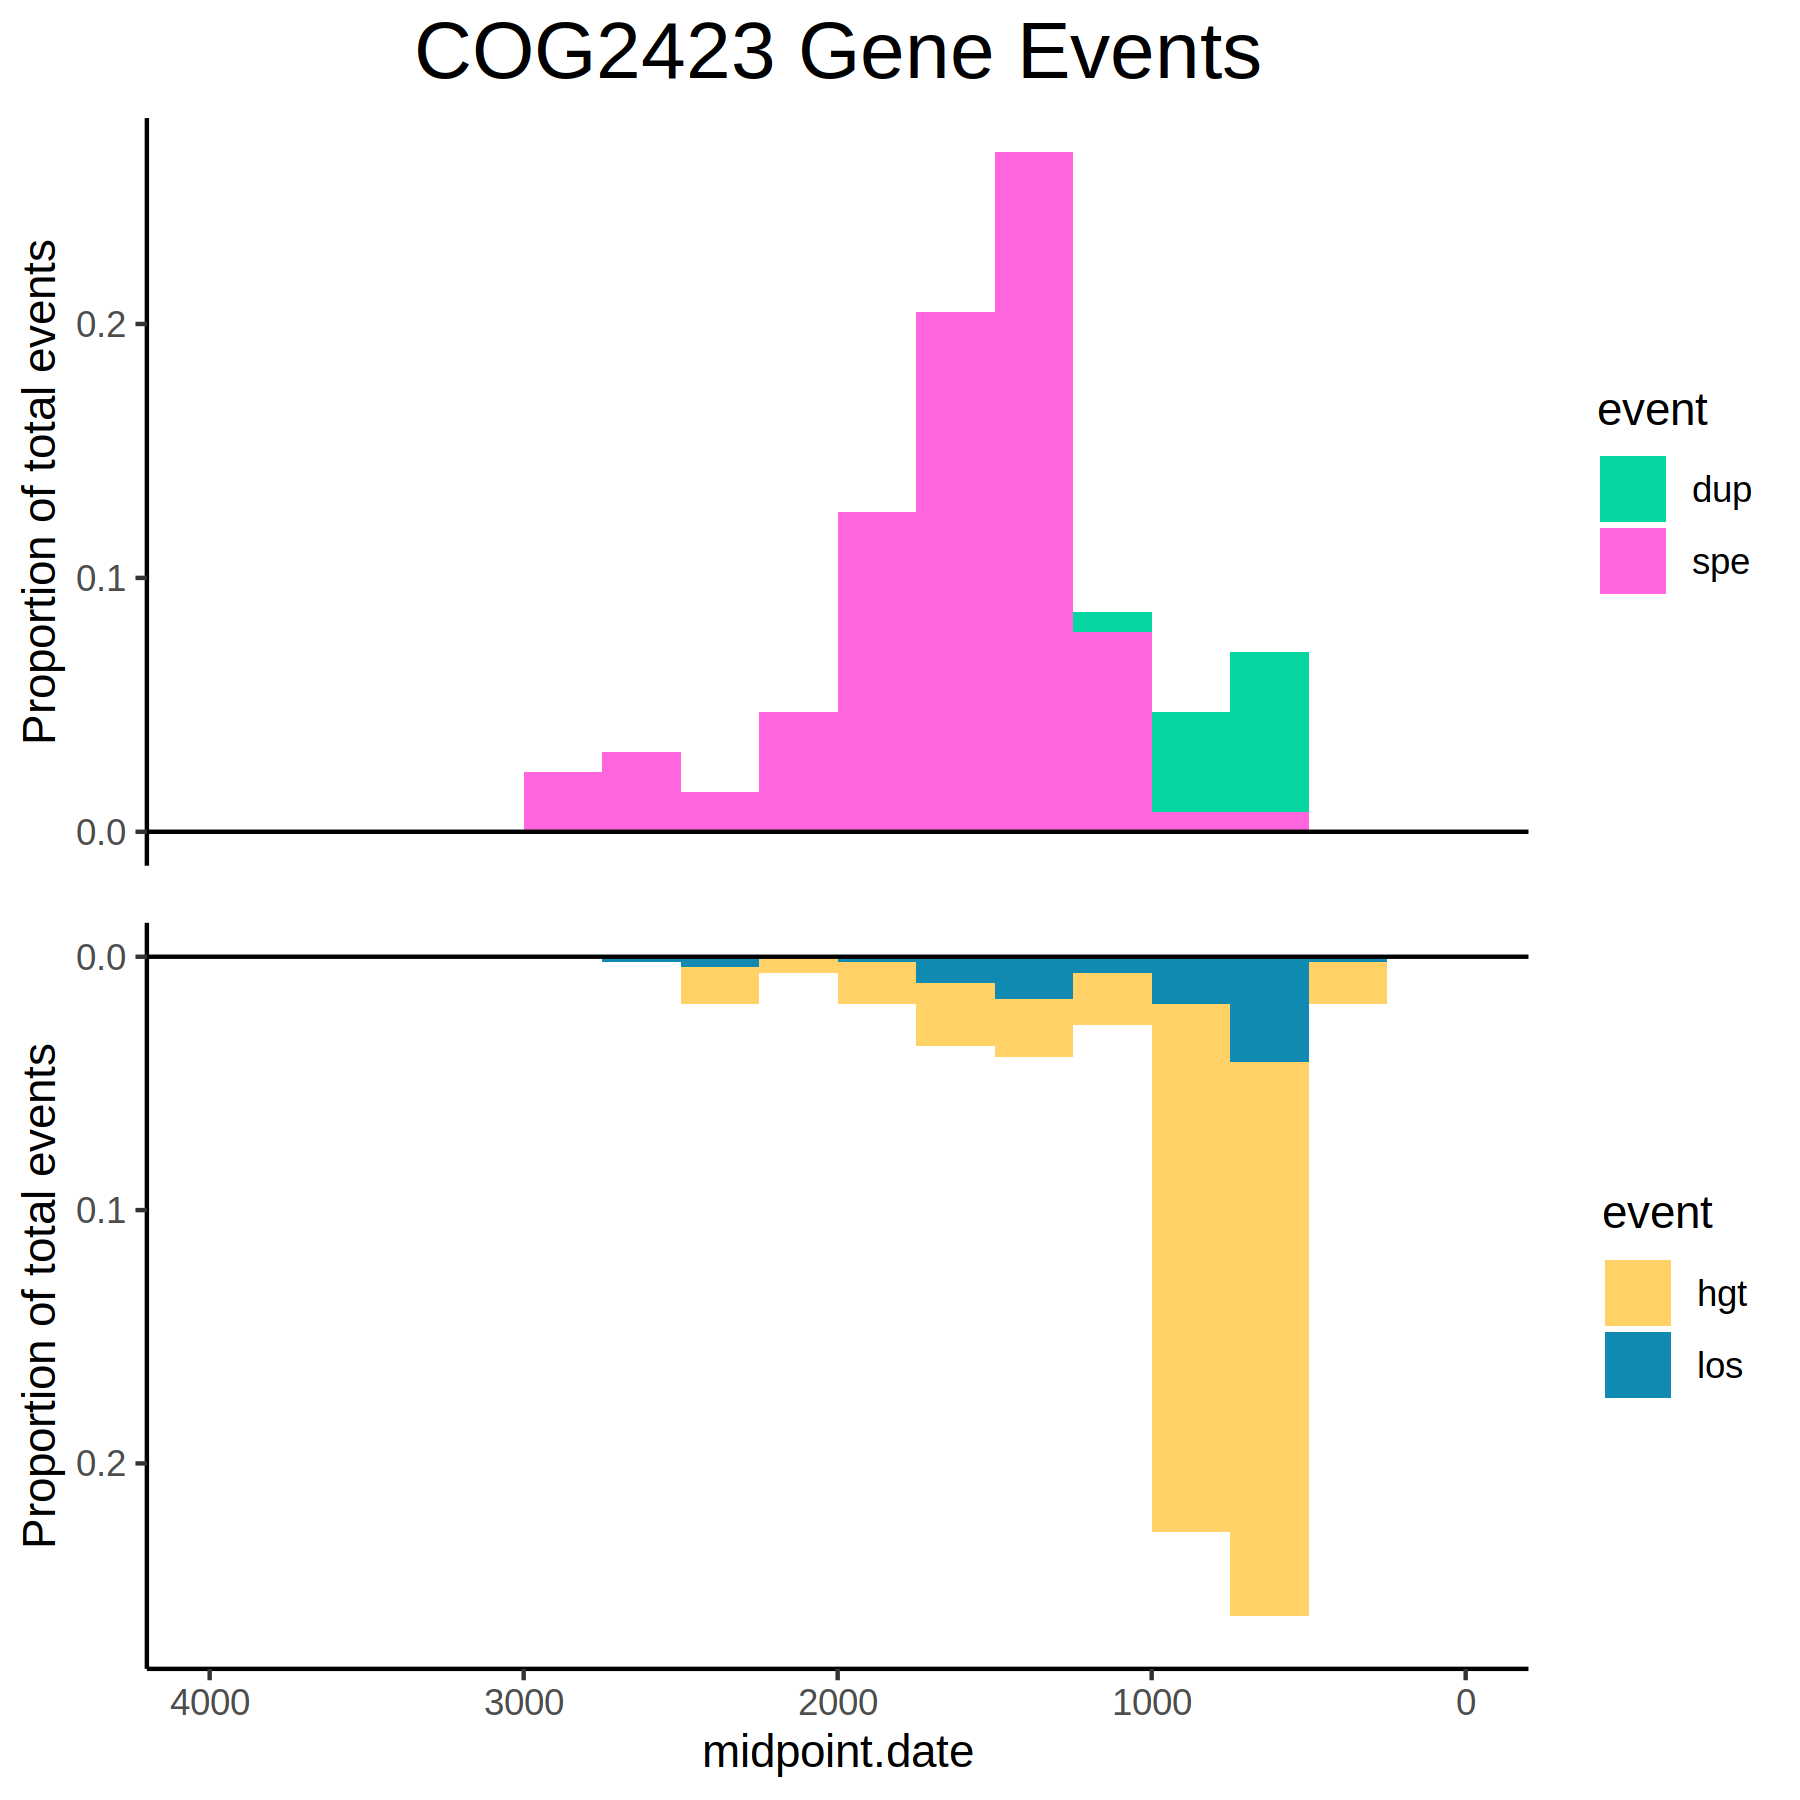 COG2423 Gene Events
Proportion of total events
0.2
0.1
0.0
event
dup
spe
Proportion of total events
0.0
0.1
0.2
event
hgt
los
4000 3000 2000 1000 0
midpoint.date